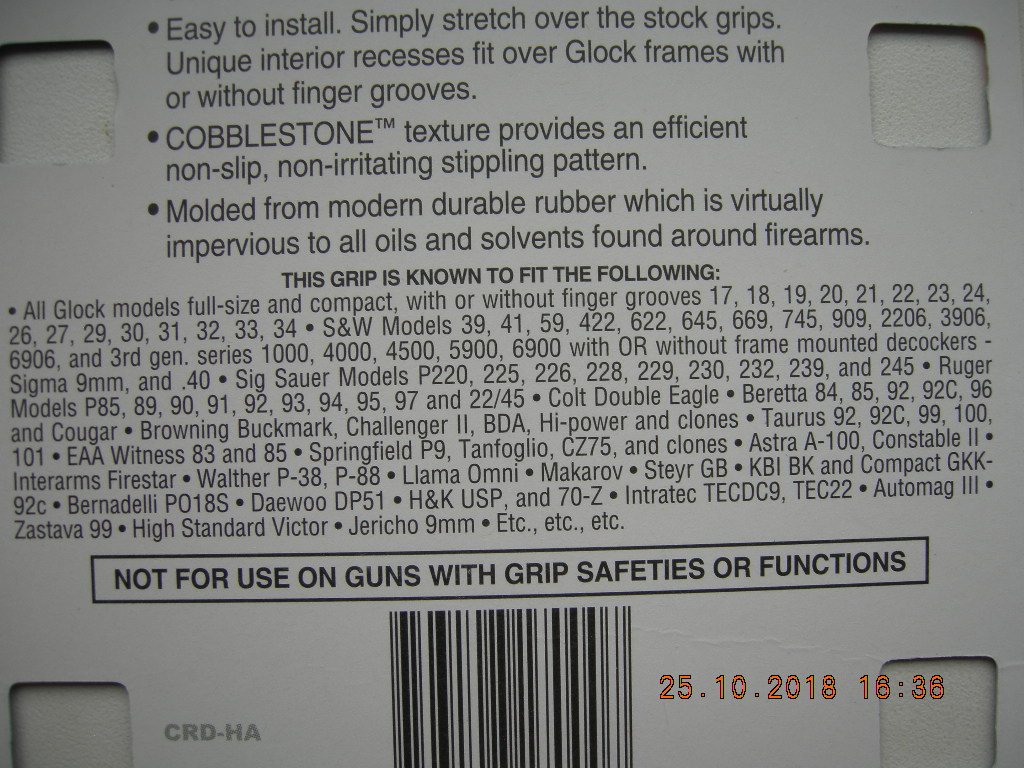 • Easy to install. Simply stretch over the stock grips.
Unique interior recesses fit over Glock frames with
or without finger grooves.
• COBBLESTONE™ texture provides an efficient
non-slip, non-irritating stippling pattern.
• Molded from modern durable rubber which is virtually
impervious to all oils and solvents found around firearms.
THIS GRIP IS KNOWN TO FIT THE FOLLOWING:
• All Glock models full-size and compact, with or without finger grooves 17, 18, 19, 20, 21, 22, 23, 24,
26, 27, 29, 30, 31, 32, 33, 34 • S&W Models 39, 41, 59, 422, 622, 645, 669, 745, 909, 2206, 3906,
6906, and 3rd gen. series 1000, 4000, 4500, 5900, 6900 with OR without frame mounted decockers -
Sigma 9mm, and .40 • Sig Sauer Models P220, 225, 226, 228, 229, 230, 232, 239, and 245 • Ruger
Models P85, 89, 90, 91, 92, 93, 94, 95, 97 and 22/45 • Colt Double Eagle • Beretta 84, 85, 92, 92C, 96
and Cougar • Browning Buckmark, Challenger II, BDA, Hi-power and clones • Taurus 92, 92C, 99, 100,
101 • EAA Witness 83 and 85 • Springfield P9, Tanfoglio, CZ75, and clones • Astra A-100, Constable II •
Interarms Firestar • Walther P-38, P-88 • Llama Omni • Makarov • Steyr GB • KBI BK and Compact GKK-
92c • Bernadelli PO18S • Daewoo DP51 • H&K USP, and 70-Z • Intratec TECDC9, TEC22 • Automag III •
Zastava 99 • High Standard Victor • Jericho 9mm • Etc., etc., etc.
NOT FOR USE ON GUNS WITH GRIP SAFETIES OR FUNCTIONS
25.10.2018 16:36
CRD-HA